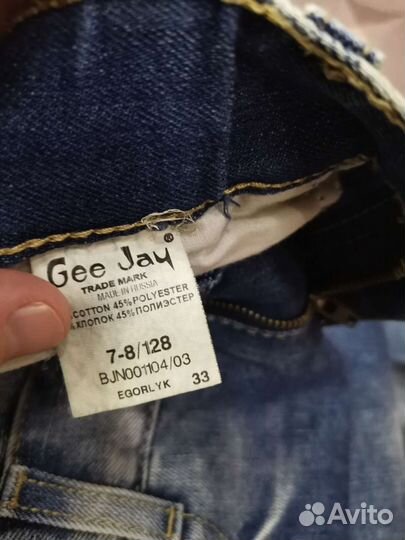 Gee Jay ®
TRADE MARK
MADE IN RUSSIA
COTTON 45% POLYESTER
ХЛОПОК 45% ПОЛИЭСТЕР
7-8/128
BJN001104/03
EGORLYK 33
Avito